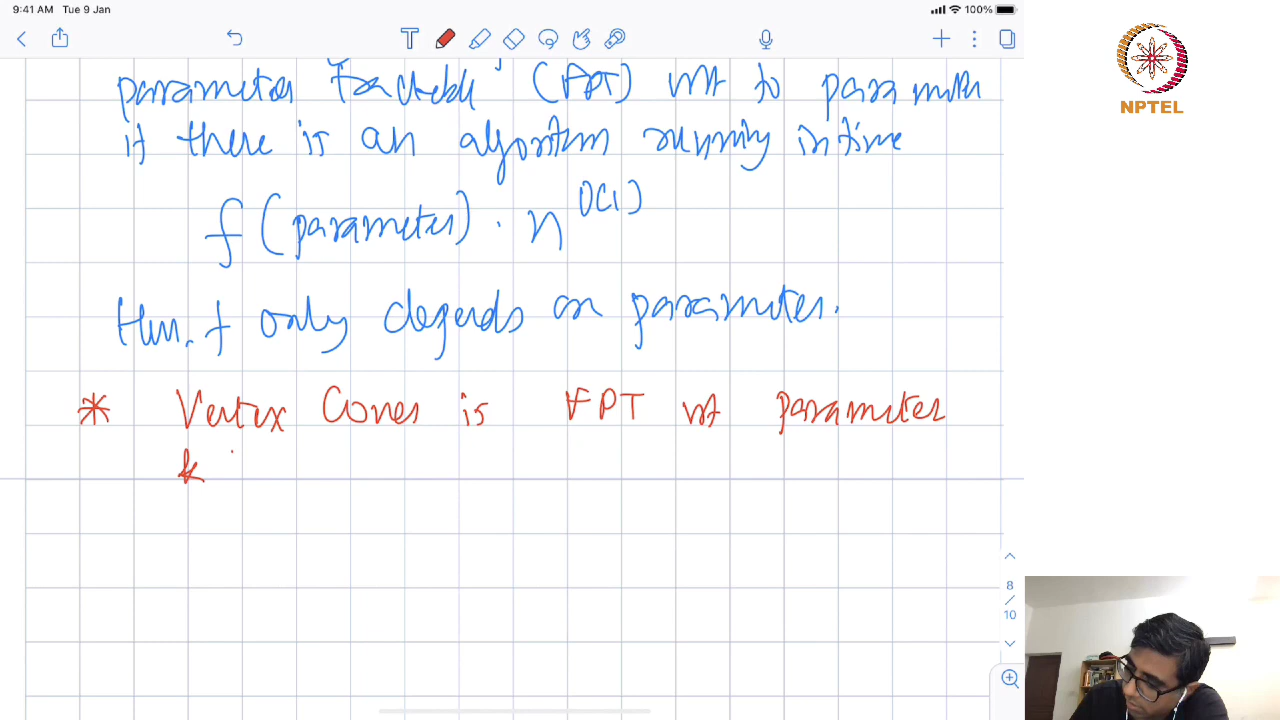 9:41 AM Tue 9 Jan
100%
parameter tractable (FPT) wrt to parameter
if there is an algorithm running in time
f (parameter) · n^{O(1)}
f only depends on parameter.
* Vertex Cover is FPT wrt parameter
k
8
/
10
NPTEL